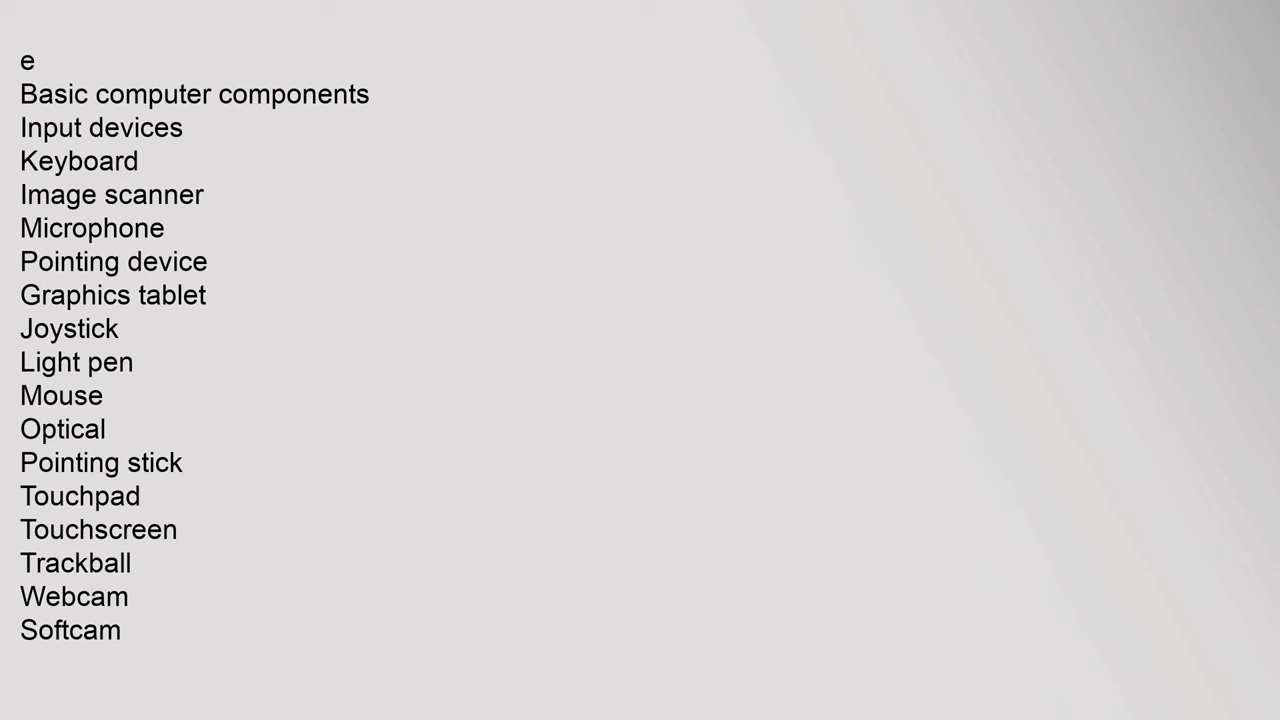 e
Basic computer components
Input devices
Keyboard
Image scanner
Microphone
Pointing device
Graphics tablet
Joystick
Light pen
Mouse
Optical
Pointing stick
Touchpad
Touchscreen
Trackball
Webcam
Softcam